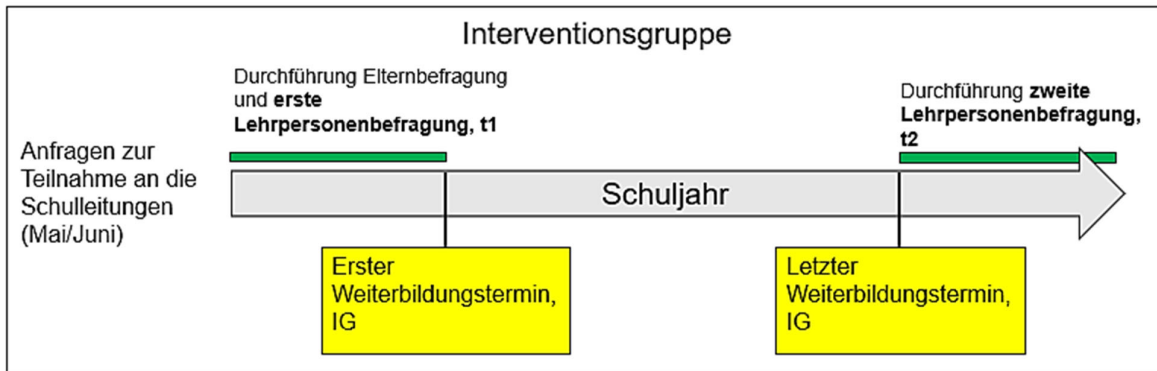 Interventionsgruppe
Durchführung Elternbefragung
und erste
Lehrpersonenbefragung, t1
Durchführung zweite
Lehrpersonenbefragung,
t2
Anfragen zur
Teilnahme an die
Schulleitungen
(Mai/Juni)
Schuljahr
Erster
Weiterbildungstermin,
IG
Letzter
Weiterbildungstermin,
IG